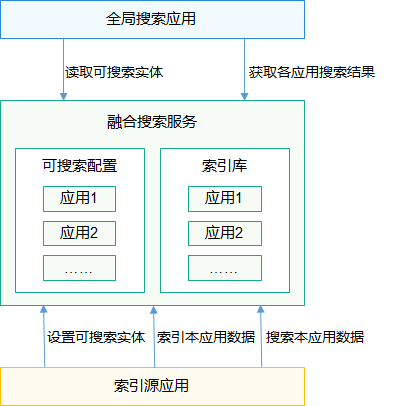 全局搜索应用
读取可搜索实体
获取各应用搜索结果
融合搜索服务
可搜索配置
应用1
应用2
……
索引库
应用1
应用2
……
设置可搜索实体
索引本应用数据
搜索本应用数据
索引源应用